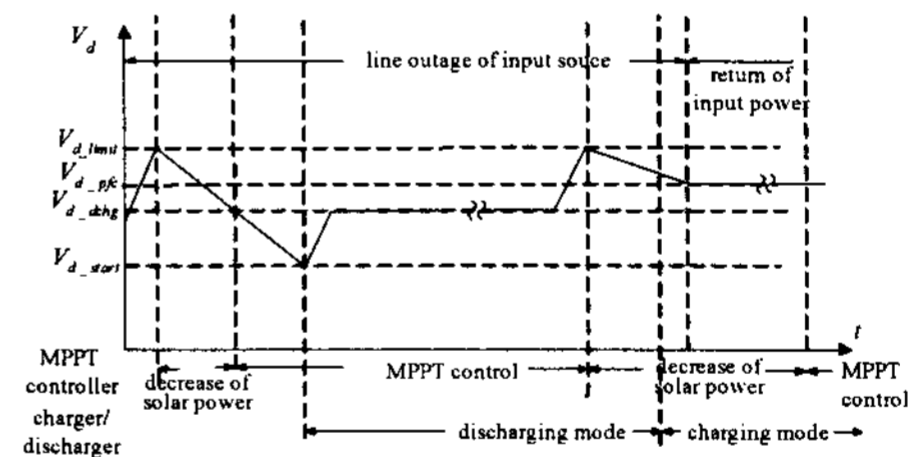 V_d
line outage of input souce
return of
input power
V_d_limit
V_d_pfc
V_d_dchg
V_d_start
t
MPPT
controller
decrease of
solar power
MPPT control
decrease of
solar power
MPPT
control
charger/
discharger
discharging mode
charging mode